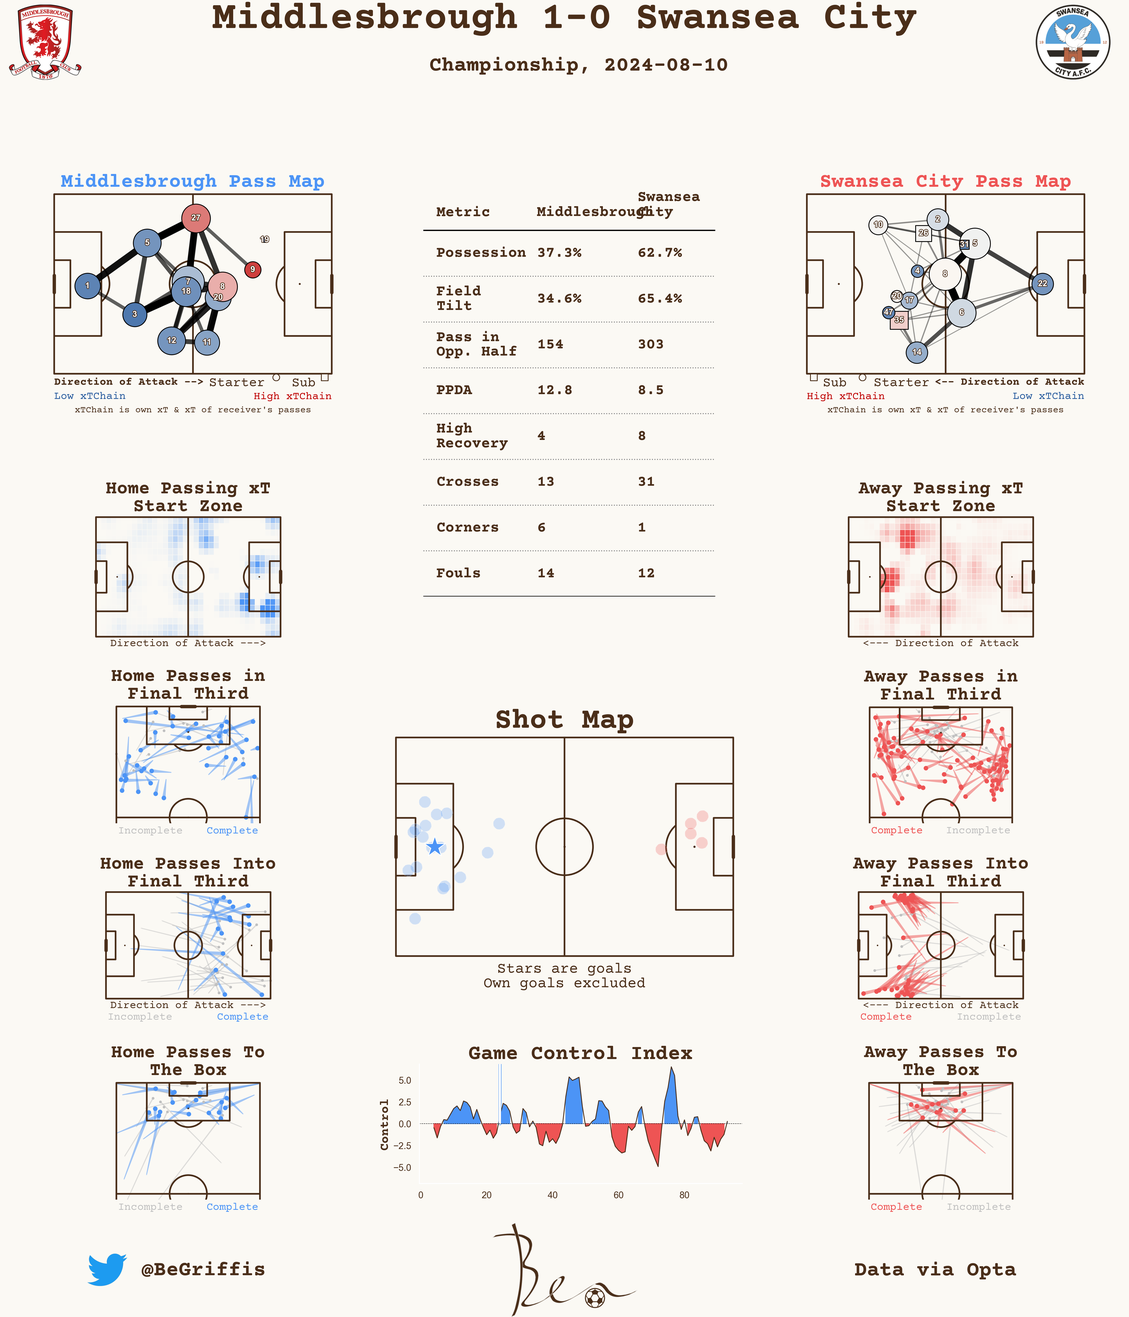 Middlesbrough 1-0 Swansea City
Championship, 2024-08-10
SWANSEA
CITY A.F.C.
Middlesbrough Pass Map
27
5
19
9
1
7
18
8
20
3
12
11
Direction of Attack --> Starter Sub
Low xTChain High xTChain
xTChain is own xT & xT of receiver's passes
Metric Middlesbrough Swansea City
Possession 37.3% 62.7%
Field Tilt 34.6% 65.4%
Pass in Opp. Half 154 303
PPDA 12.8 8.5
High Recovery 4 8
Crosses 13 31
Corners 6 1
Fouls 14 12
Swansea City Pass Map
10
2
26
31
5
4
8
22
17
47
35
6
14
Sub Starter <-- Direction of Attack
High xTChain Low xTChain
xTChain is own xT & xT of receiver's passes
Home Passing xT
Start Zone
Direction of Attack --->
Away Passing xT
Start Zone
<--- Direction of Attack
Home Passes in
Final Third
Incomplete Complete
Shot Map
Stars are goals
Own goals excluded
Away Passes in
Final Third
Complete Incomplete
Home Passes Into
Final Third
Direction of Attack --->
Incomplete Complete
Away Passes Into
Final Third
<--- Direction of Attack
Complete Incomplete
Home Passes To
The Box
Incomplete Complete
Game Control Index
Control
5.0
2.5
0.0
−2.5
−5.0
0 20 40 60 80
Away Passes To
The Box
Complete Incomplete
@BeGriffis
Data via Opta